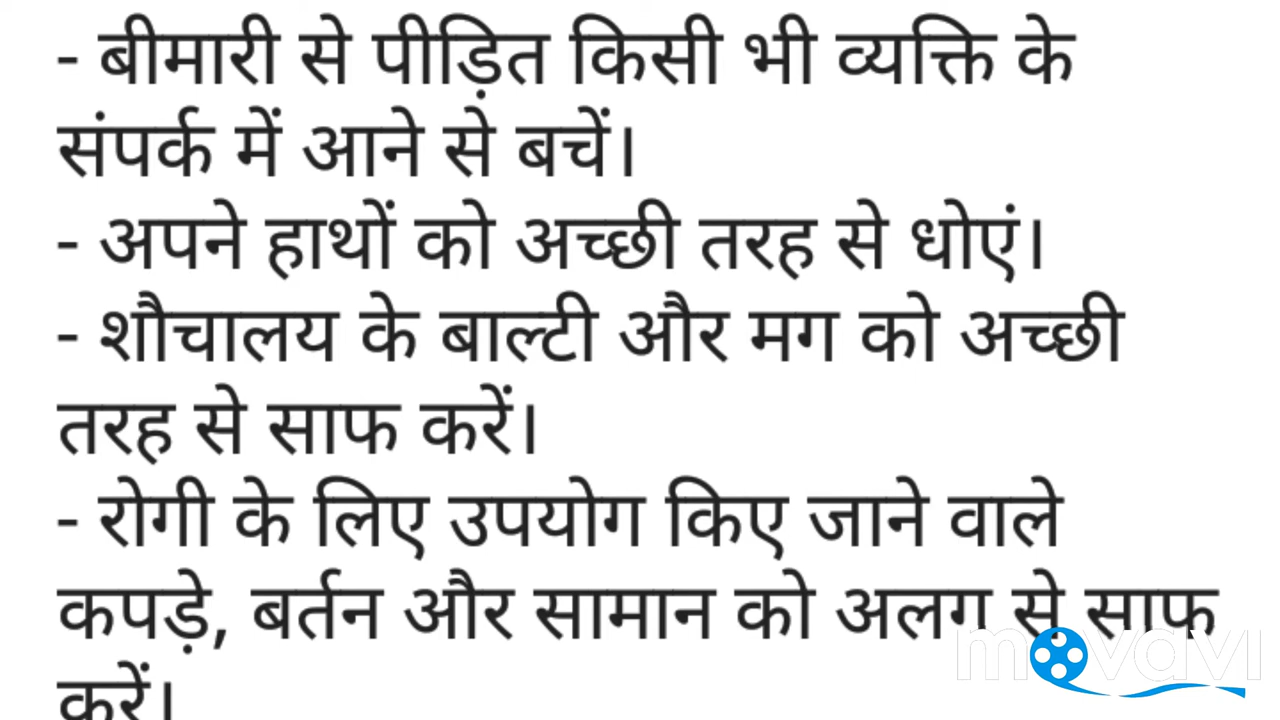 - बीमारी से पीड़ित किसी भी व्यक्ति के
संपर्क में आने से बचें।
- अपने हाथों को अच्छी तरह से धोएं।
- शौचालय के बाल्टी और मग को अच्छी
तरह से साफ करें।
- रोगी के लिए उपयोग किए जाने वाले
कपड़े, बर्तन और सामान को अलग से साफ
movavi
करें।